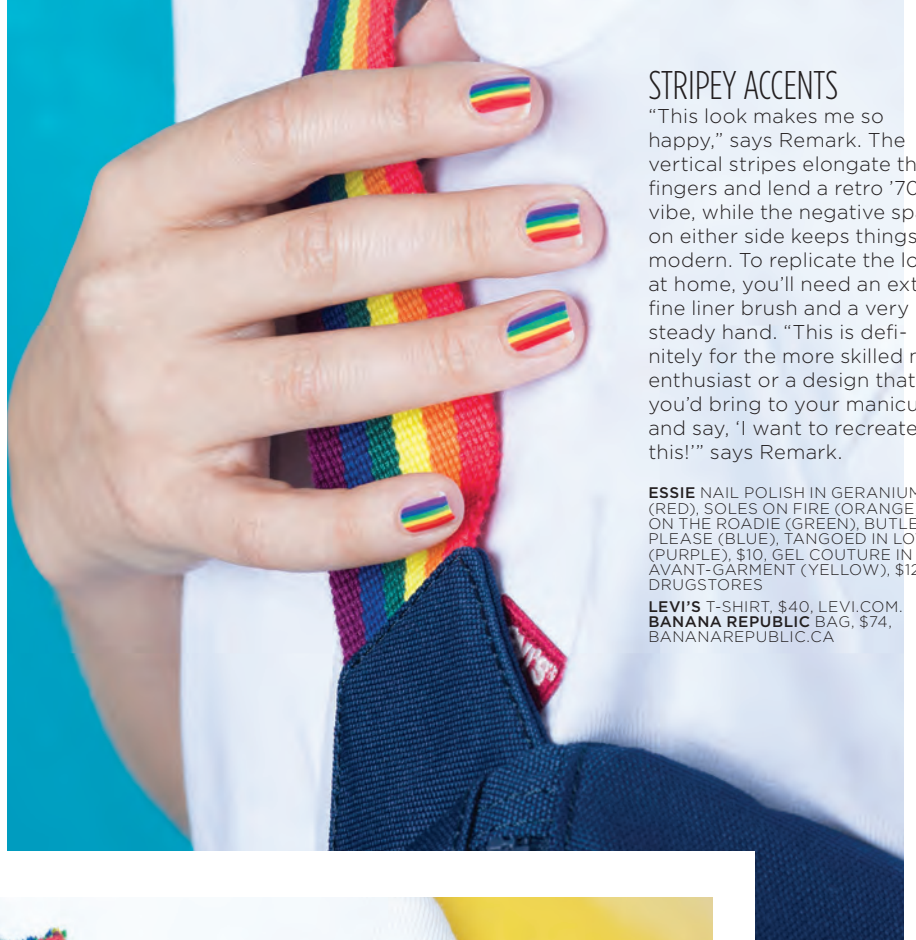 STRIPEY ACCENTS
“This look makes me so
happy,” says Remark. The
vertical stripes elongate th
fingers and lend a retro ’70
vibe, while the negative sp
on either side keeps things
modern. To replicate the lo
at home, you’ll need an ext
fine liner brush and a very
steady hand. “This is defi-
nitely for the more skilled
enthusiast or a design that
you’d bring to your manicu
and say, ‘I want to recreate
this!’” says Remark.
ESSIE NAIL POLISH IN GERANIUM
(RED), SOLES ON FIRE (ORANGE
ON THE ROADIE (GREEN), BUTLE
PLEASE (BLUE), TANGOED IN LO
(PURPLE), $10, GEL COUTURE IN
AVANT-GARMENT (YELLOW), $12
DRUGSTORES
LEVI’S T-SHIRT, $40, LEVI.COM.
BANANA REPUBLIC BAG, $74,
BANANAREPUBLIC.CA